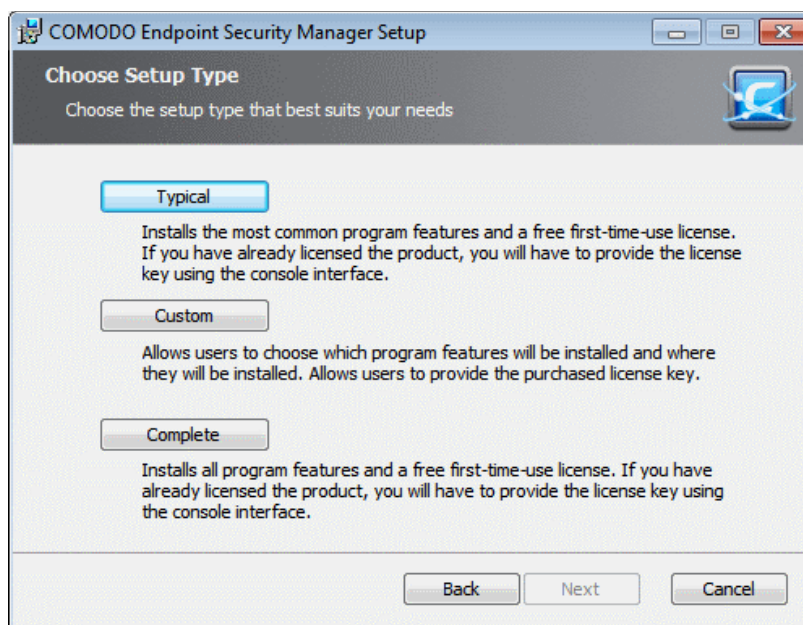 COMODO Endpoint Security Manager Setup
Choose Setup Type
Choose the setup type that best suits your needs
Typical
Installs the most common program features and a free first-time-use license.
If you have already licensed the product, you will have to provide the license
key using the console interface.
Custom
Allows users to choose which program features will be installed and where
they will be installed. Allows users to provide the purchased license key.
Complete
Installs all program features and a free first-time-use license. If you have
already licensed the product, you will have to provide the license key using
the console interface.
Back Next Cancel